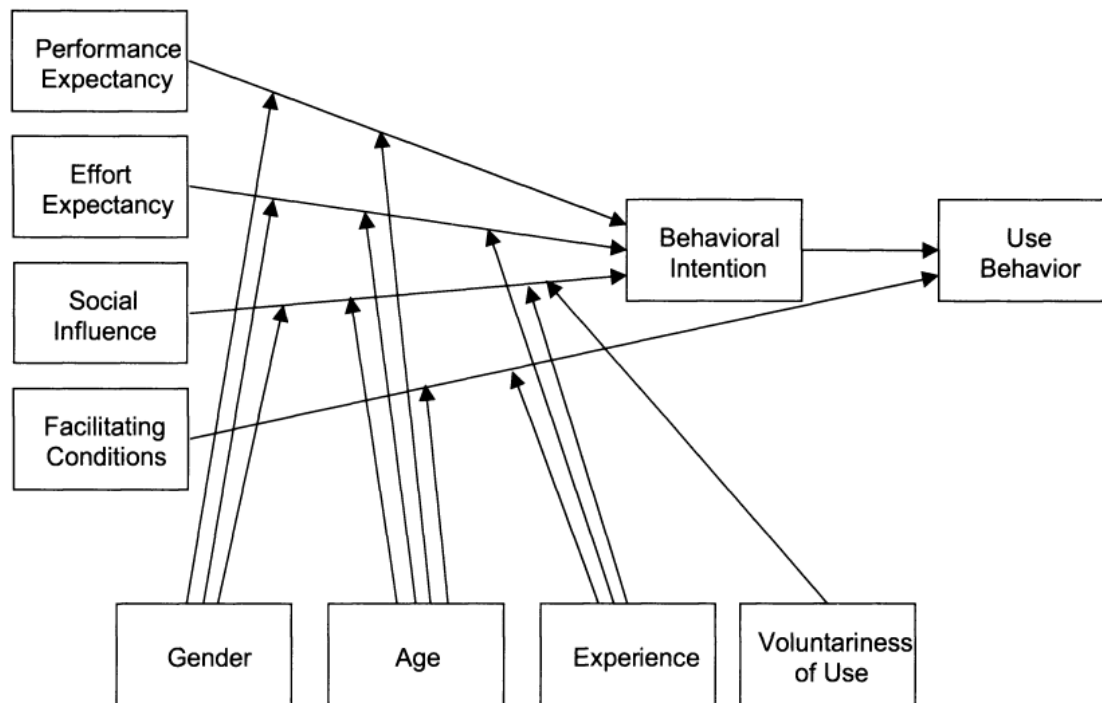 Performance
Expectancy
Effort
Expectancy
Social
Influence
Facilitating
Conditions
Behavioral
Intention
Use
Behavior
Gender
Age
Experience
Voluntariness
of Use